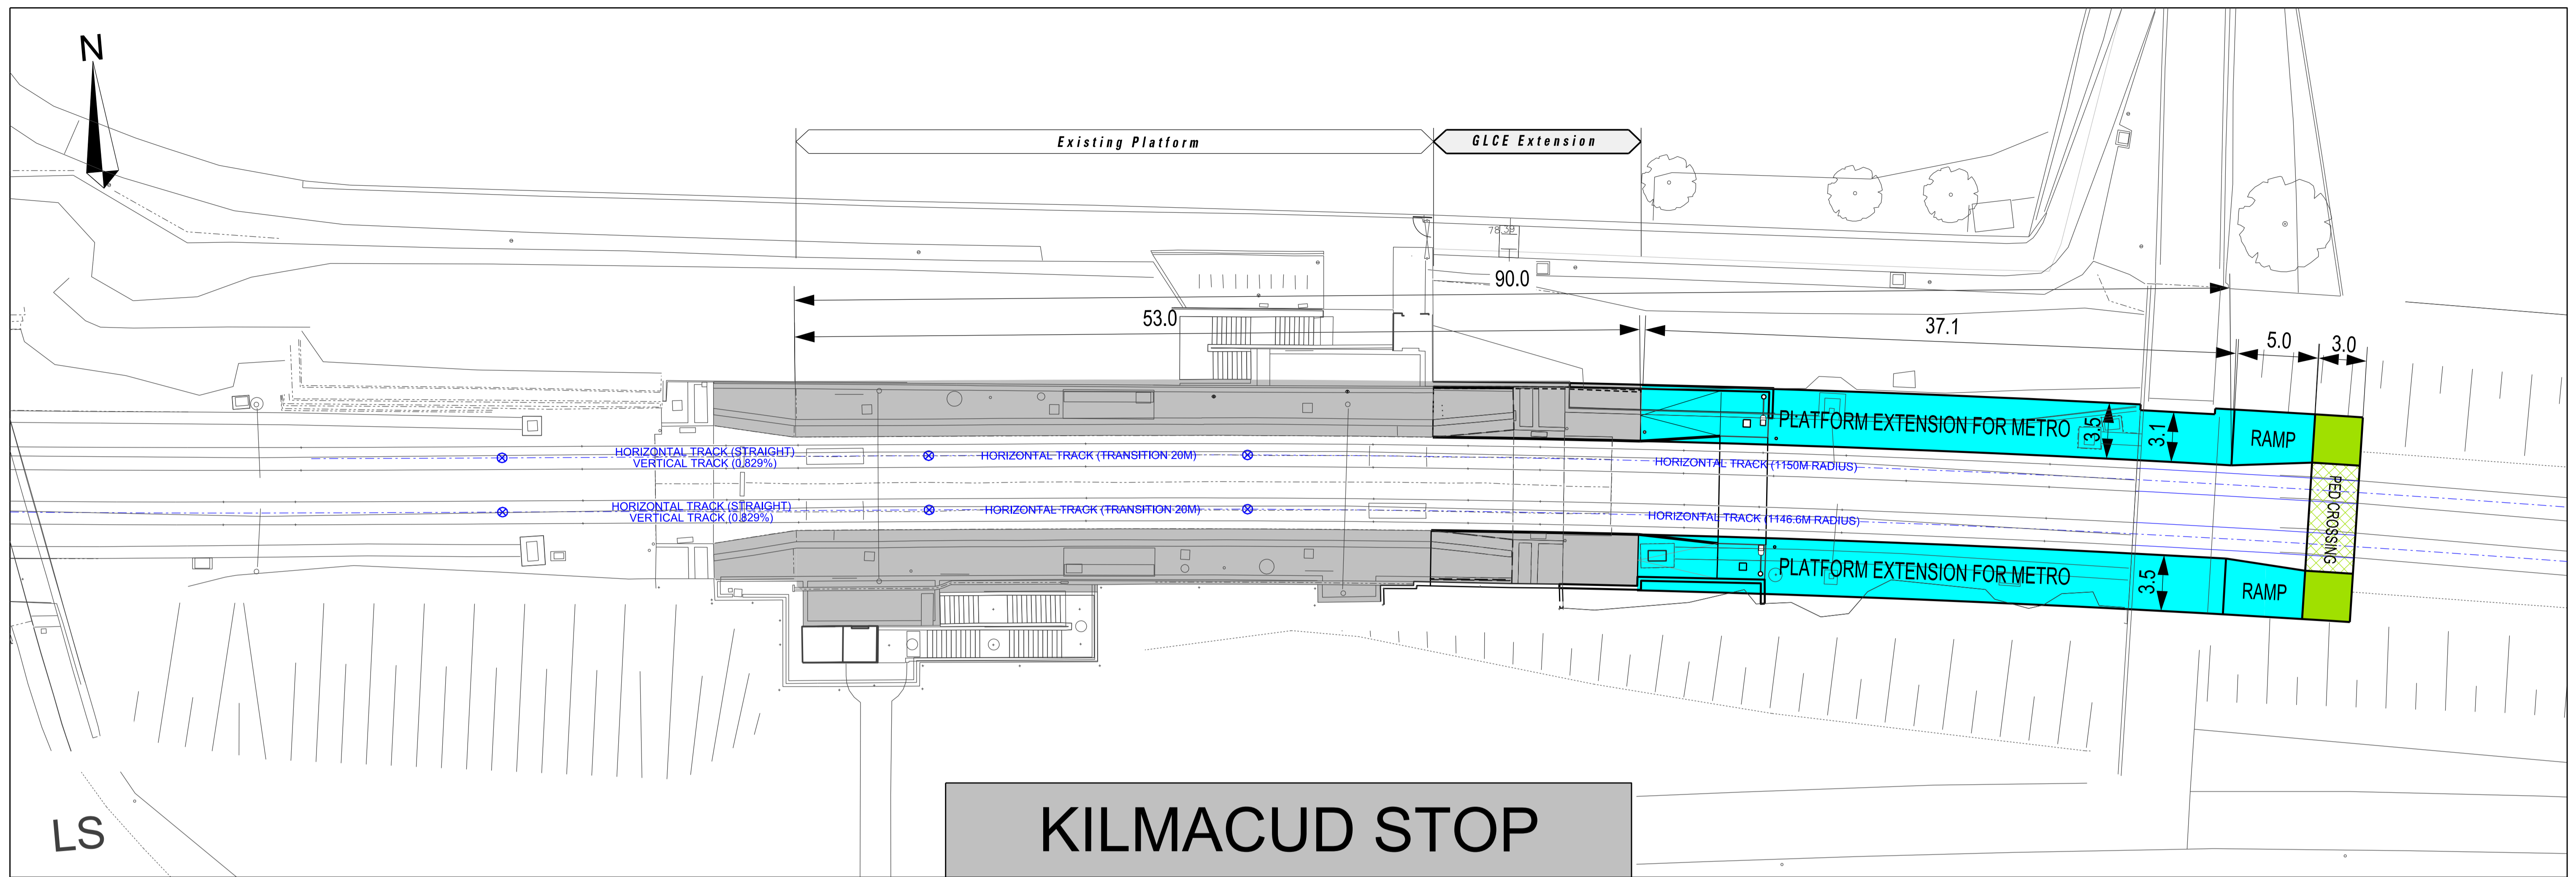 N
Existing Platform
GLCE Extension
78.39
90.0
53.0
37.1
5.0
3.0
PLATFORM EXTENSION FOR METRO
3.5
3.1
RAMP
HORIZONTAL TRACK (STRAIGHT)
VERTICAL TRACK (0.829%)
HORIZONTAL TRACK (TRANSITION 20M)
HORIZONTAL TRACK (1150M RADIUS)
HORIZONTAL TRACK (STRAIGHT)
VERTICAL TRACK (0.829%)
HORIZONTAL TRACK (TRANSITION 20M)
HORIZONTAL TRACK (1146.6M RADIUS)
PED CROSSING
PLATFORM EXTENSION FOR METRO
3.5
RAMP
KILMACUD STOP
LS